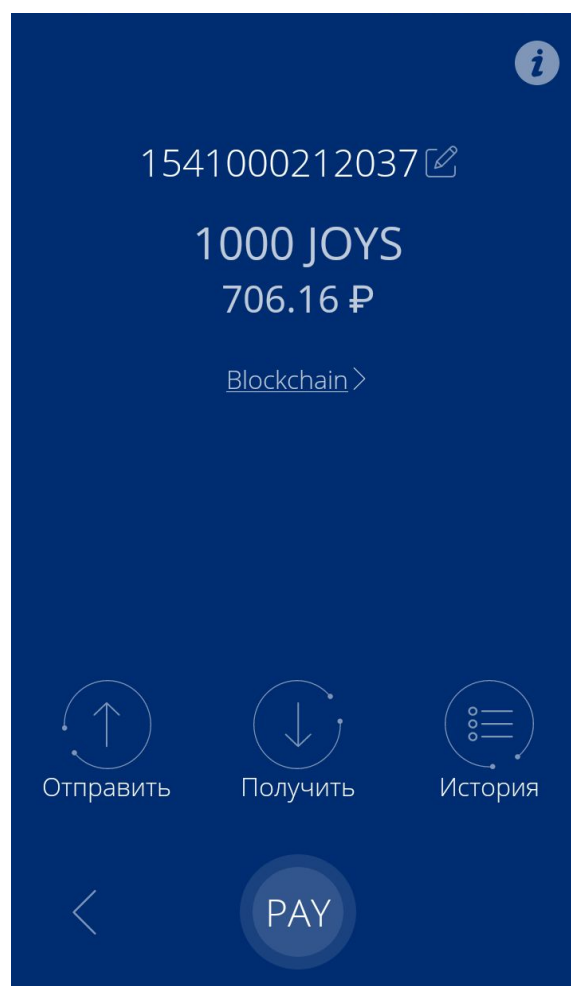 i
1541000212037
1000 JOYS
706.16 ₽
Blockchain >
Отправить Получить История
PAY